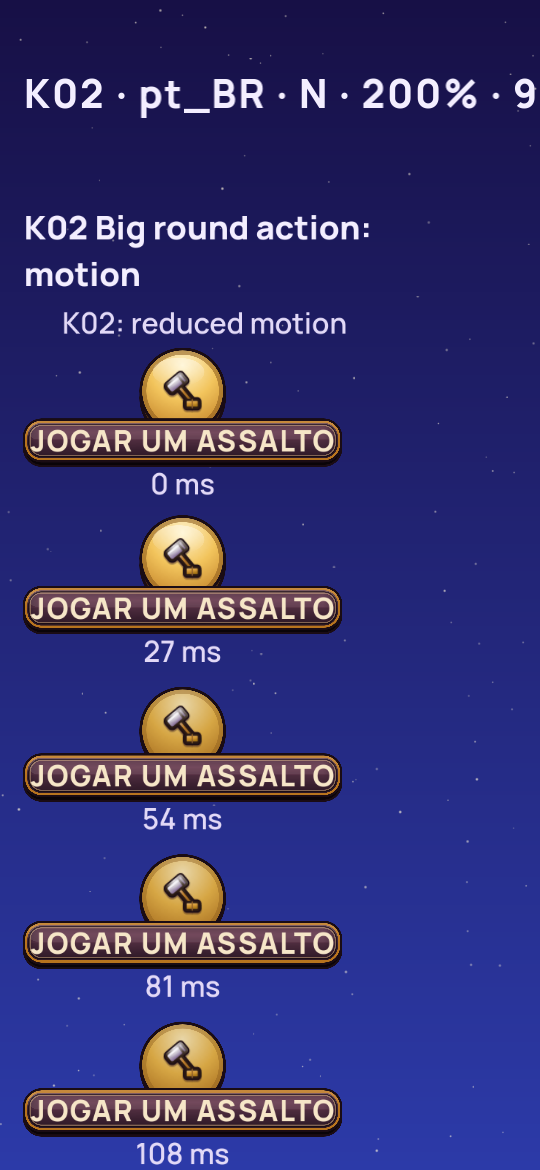 K02 · pt_BR · N · 200% · 9
K02 Big round action:
motion
K02: reduced motion
JOGAR UM ASSALTO
0 ms
JOGAR UM ASSALTO
27 ms
JOGAR UM ASSALTO
54 ms
JOGAR UM ASSALTO
81 ms
JOGAR UM ASSALTO
108 ms